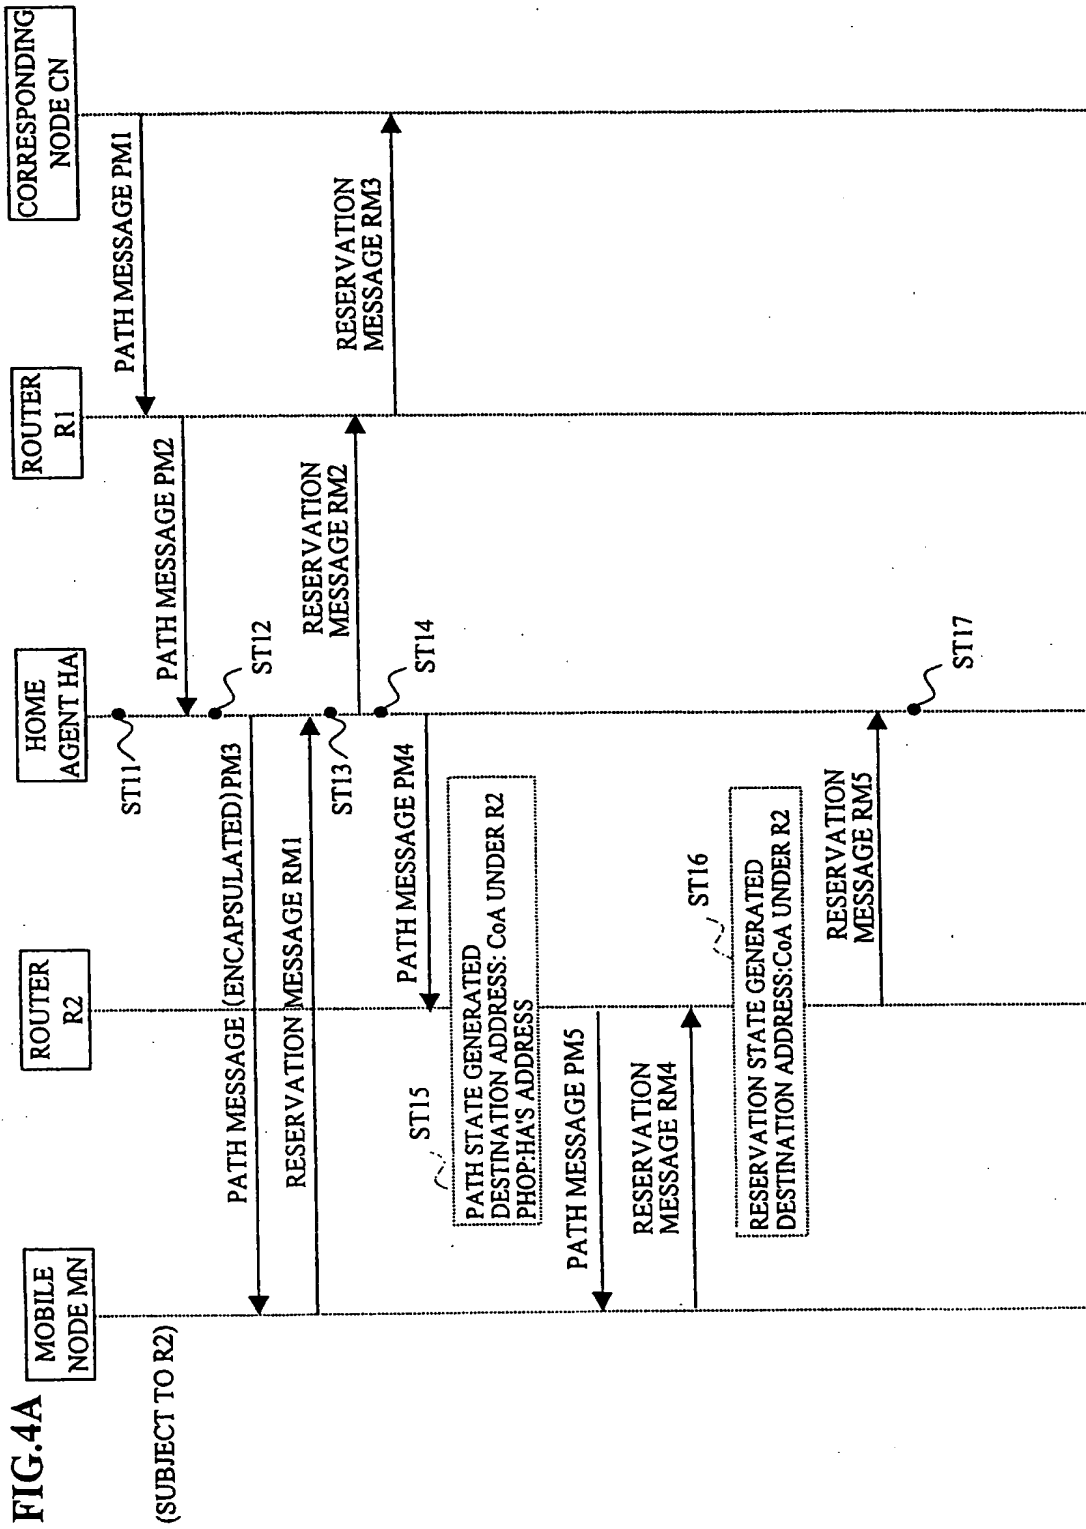 FIG.4A
MOBILE
NODE MN
ROUTER
R2
HOME
AGENT HA
ROUTER
R1
CORRESPONDING
NODE CN
(SUBJECT TO R2)
ST11
PATH MESSAGE PM1
PATH MESSAGE PM2
ST12
PATH MESSAGE (ENCAPSULATED) PM3
RESERVATION MESSAGE RM1
ST13
RESERVATION
MESSAGE RM2
RESERVATION
MESSAGE RM3
ST14
PATH MESSAGE PM4
ST15
PATH STATE GENERATED
DESTINATION ADDRESS: CoA UNDER R2
PHOP:HA'S ADDRESS
PATH MESSAGE PM5
RESERVATION
MESSAGE RM4
ST16
RESERVATION STATE GENERATED
DESTINATION ADDRESS:CoA UNDER R2
RESERVATION
MESSAGE RM5
ST17